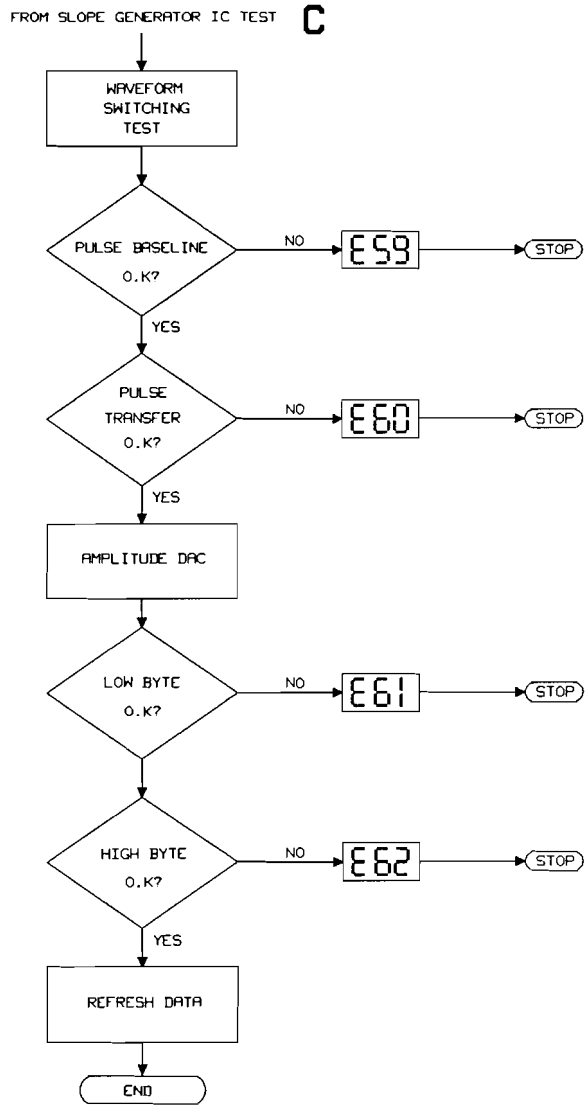 FROM SLOPE GENERATOR IC TEST C
WAVEFORM
SWITCHING
TEST
PULSE BASELINE
O.K?
NO
E59
STOP
YES
PULSE
TRANSFER
O.K?
NO
E60
STOP
YES
AMPLITUDE DAC
LOW BYTE
O.K?
NO
E61
STOP
HIGH BYTE
O.K?
NO
E62
STOP
YES
REFRESH DATA
END